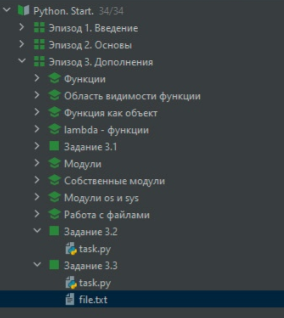 Python. Start. 34/34
Эпизод 1. Введение
Эпизод 2. Основы
Эпизод 3. Дополнения
Функции
Область видимости функции
Функция как объект
lambda - функции
Задание 3.1
Модули
Собственные модули
Модули os и sys
Работа с файлами
Задание 3.2
task.py
Задание 3.3
task.py
file.txt